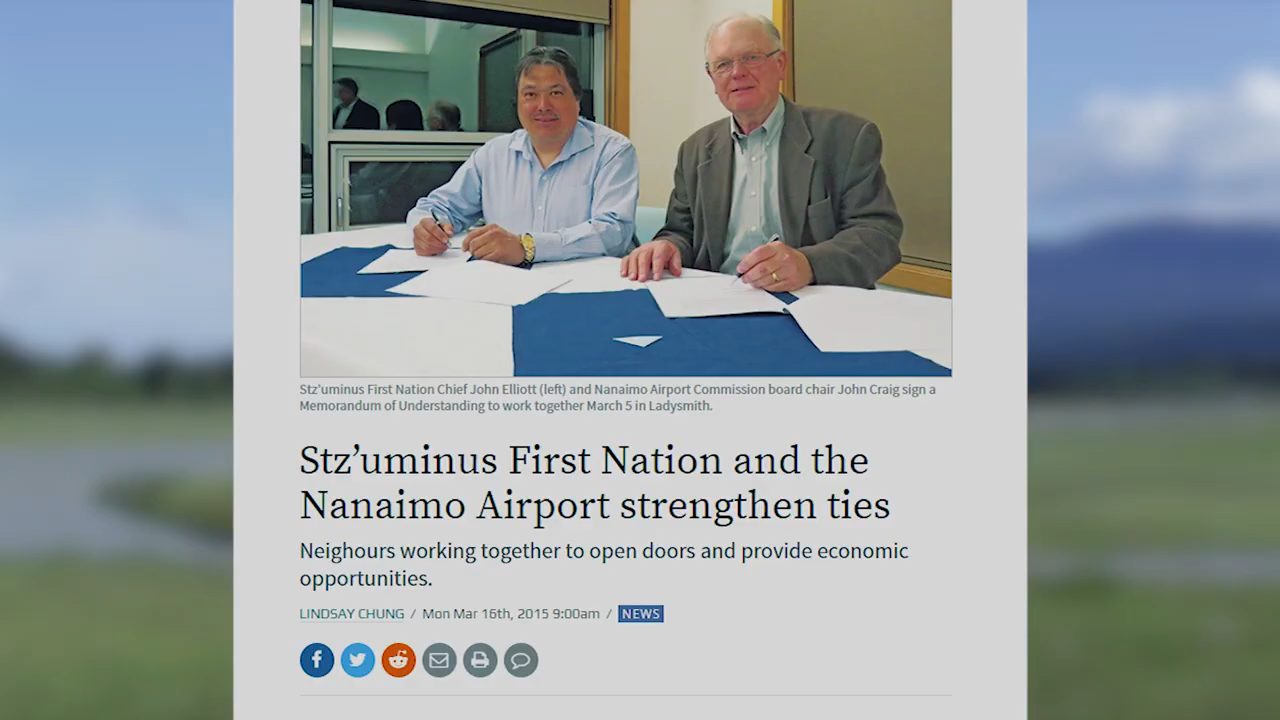 Stz'uminus First Nation Chief John Elliott (left) and Nanaimo Airport Commission board chair John Craig sign a
Memorandum of Understanding to work together March 5 in Ladysmith.
Stz’uminus First Nation and the
Nanaimo Airport strengthen ties
Neighours working together to open doors and provide economic
opportunities.
LINDSAY CHUNG / Mon Mar 16th, 2015 9:00am / NEWS